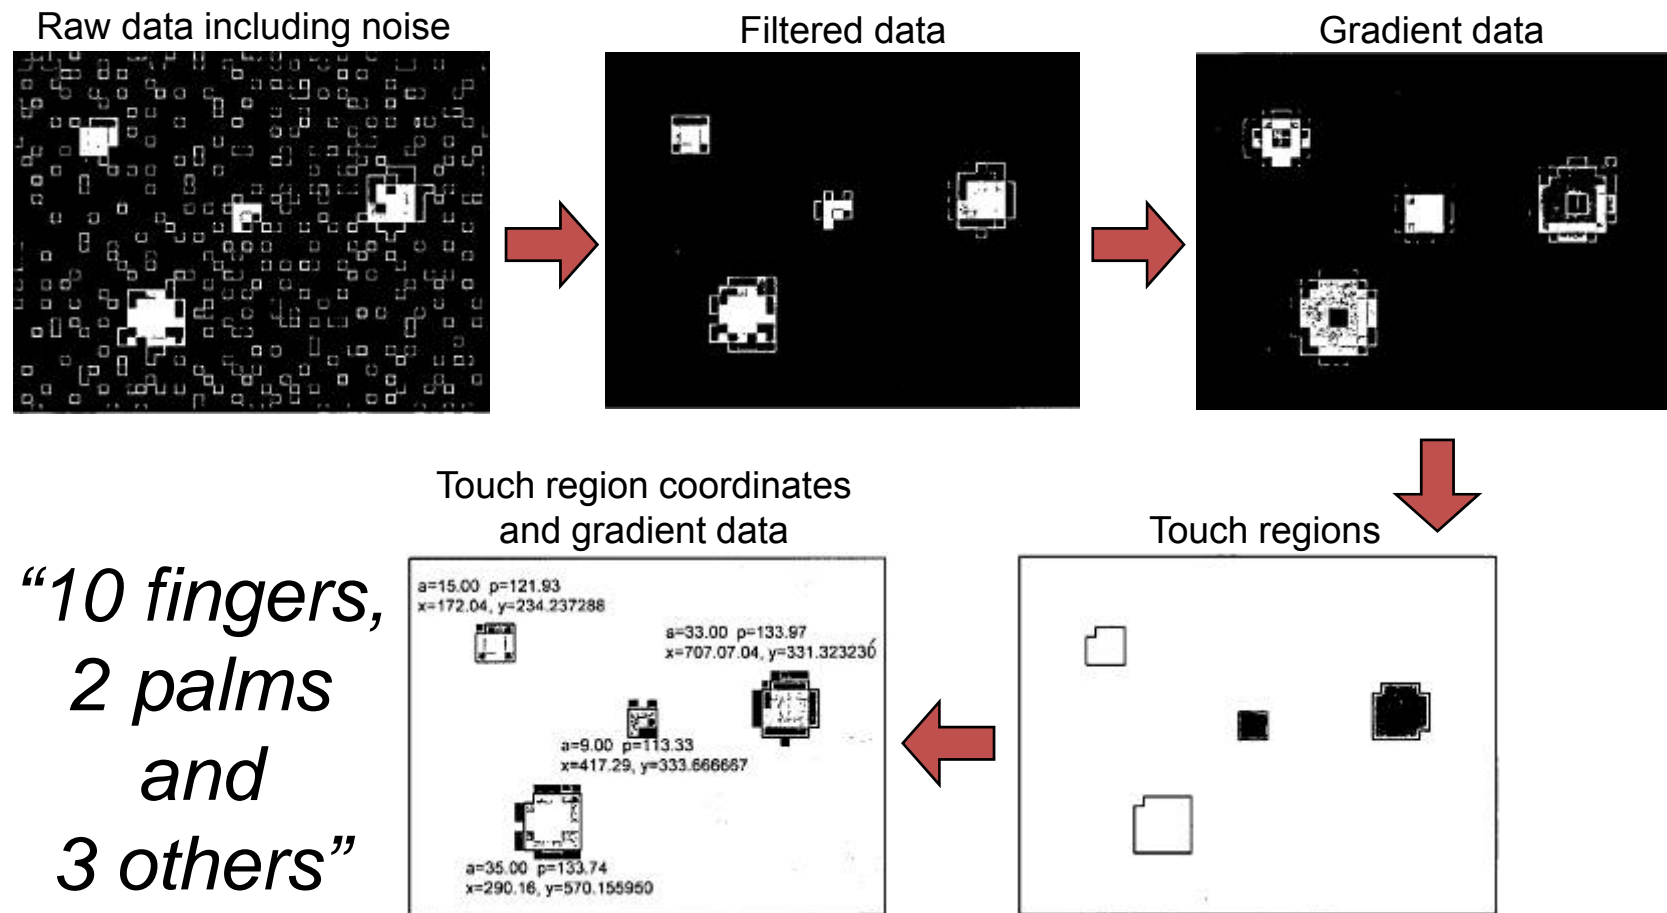 Raw data including noise
Filtered data
Gradient data
Touch region coordinates
and gradient data
Touch regions
“10 fingers,
2 palms
and
3 others”
a=15.00 p=121.93
x=172.04, y=234.237288
a=33.00 p=133.97
x=707.07.04, y=331.323230
a=9.00 p=113.33
x=417.29, y=333.666667
a=35.00 p=133.74
x=290.16, y=570.155950